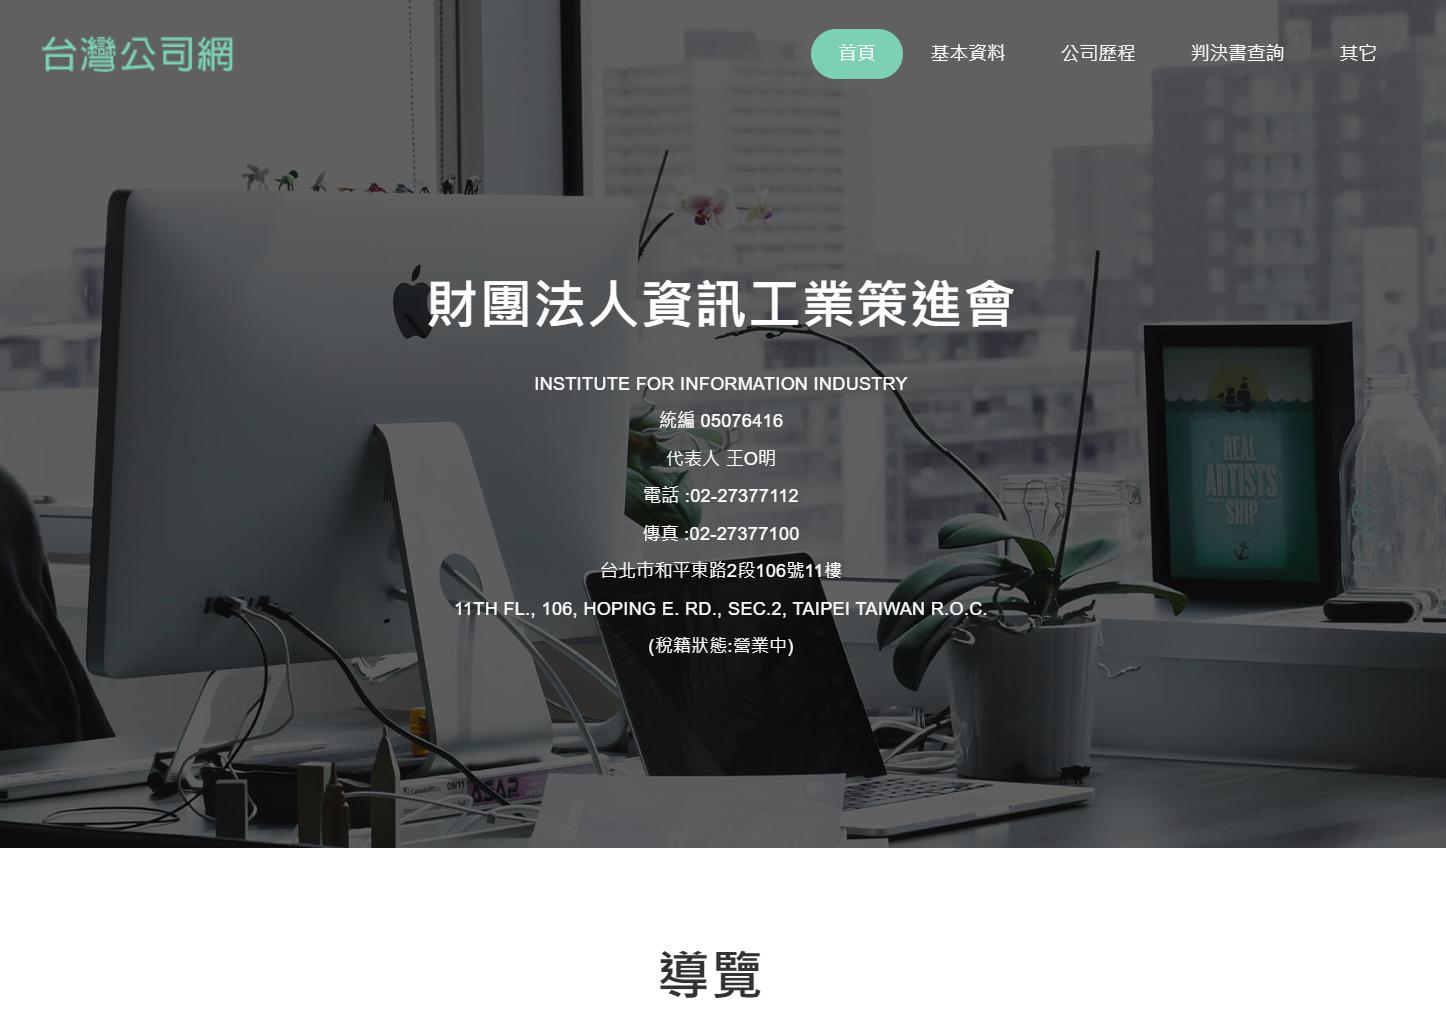 台灣公司網
首頁 基本資料 公司歷程 判決書查詢 其它
財團法人資訊工業策進會
INSTITUTE FOR INFORMATION INDUSTRY
統編 05076416
代表人 王O明
電話 :02-27377112
傳真 :02-27377100
台北市和平東路2段106號11樓
11TH FL., 106, HOPING E. RD., SEC.2, TAIPEI TAIWAN R.O.C.
(稅籍狀態:營業中)
REAL
ARTISTS
SHIP
09/11
導覽